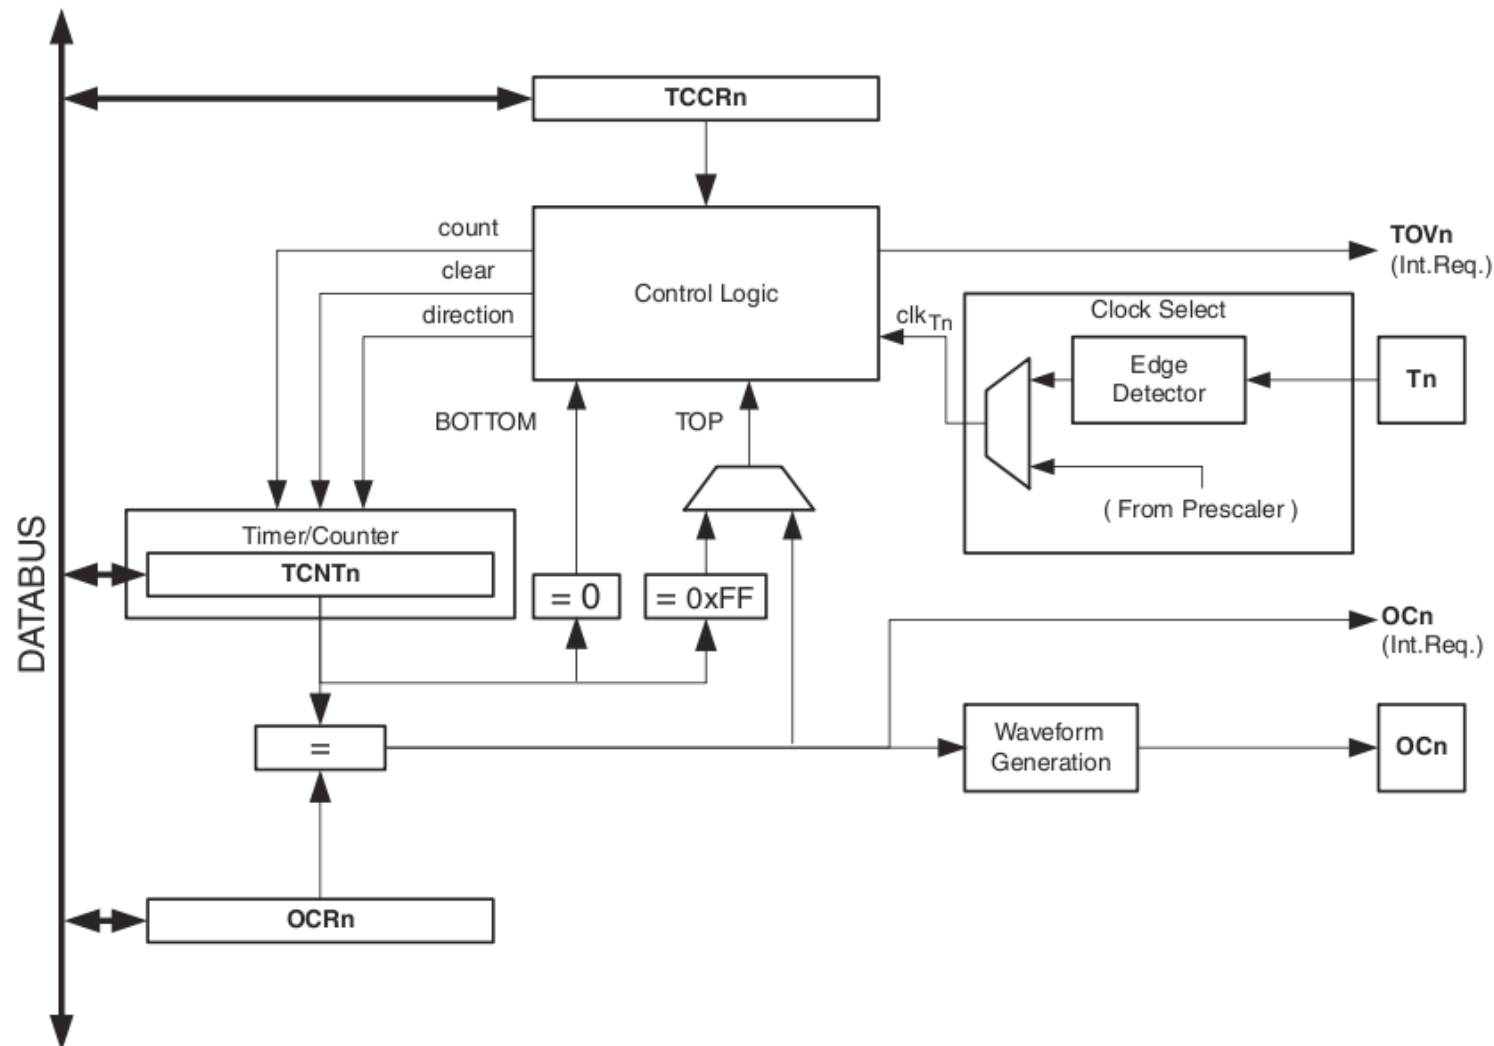 TCCRn
count
clear
direction
Control Logic
TOVn
(Int.Req.)
clkTn
Clock Select
Edge
Detector
Tn
( From Prescaler )
BOTTOM
TOP
DATABUS
Timer/Counter
TCNTn
= 0
= 0xFF
OCn
(Int.Req.)
=
Waveform
Generation
OCn
OCRn